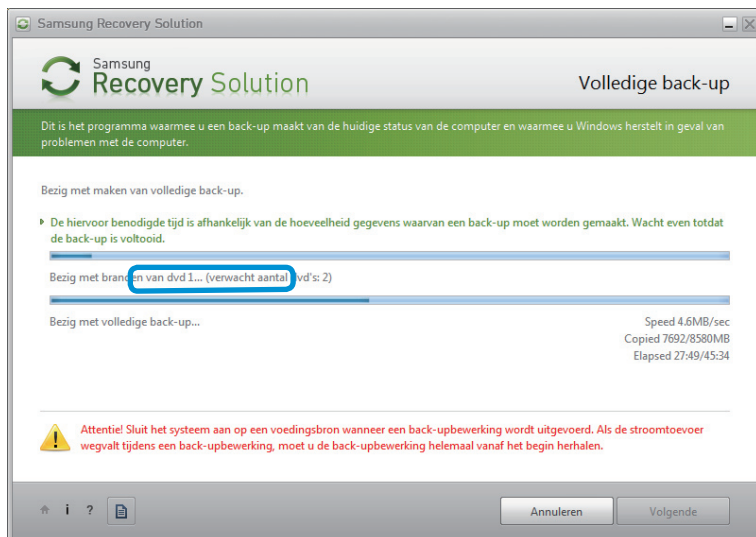 Samsung Recovery Solution
Samsung
Recovery Solution
Volledige back-up
Dit is het programma waarmee u een back-up maakt van de huidige status van de computer en waarmee u Windows herstelt in geval van
problemen met de computer.
Bezig met maken van volledige back-up.
De hiervoor benodigde tijd is afhankelijk van de hoeveelheid gegevens waarvan een back-up moet worden gemaakt. Wacht even totdat
de back-up is voltooid.
Bezig met branden van dvd 1... (verwacht aantal dvd's: 2)
Bezig met volledige back-up...
Speed 4.6MB/sec
Copied 7692/8580MB
Elapsed 27:49/45:34
Attentie! Sluit het systeem aan op een voedingsbron wanneer een back-upbewerking wordt uitgevoerd. Als de stroomtoevoer
wegvalt tijdens een back-upbewerking, moet u de back-upbewerking helemaal vanaf het begin herhalen.
i ?
Annuleren
Volgende